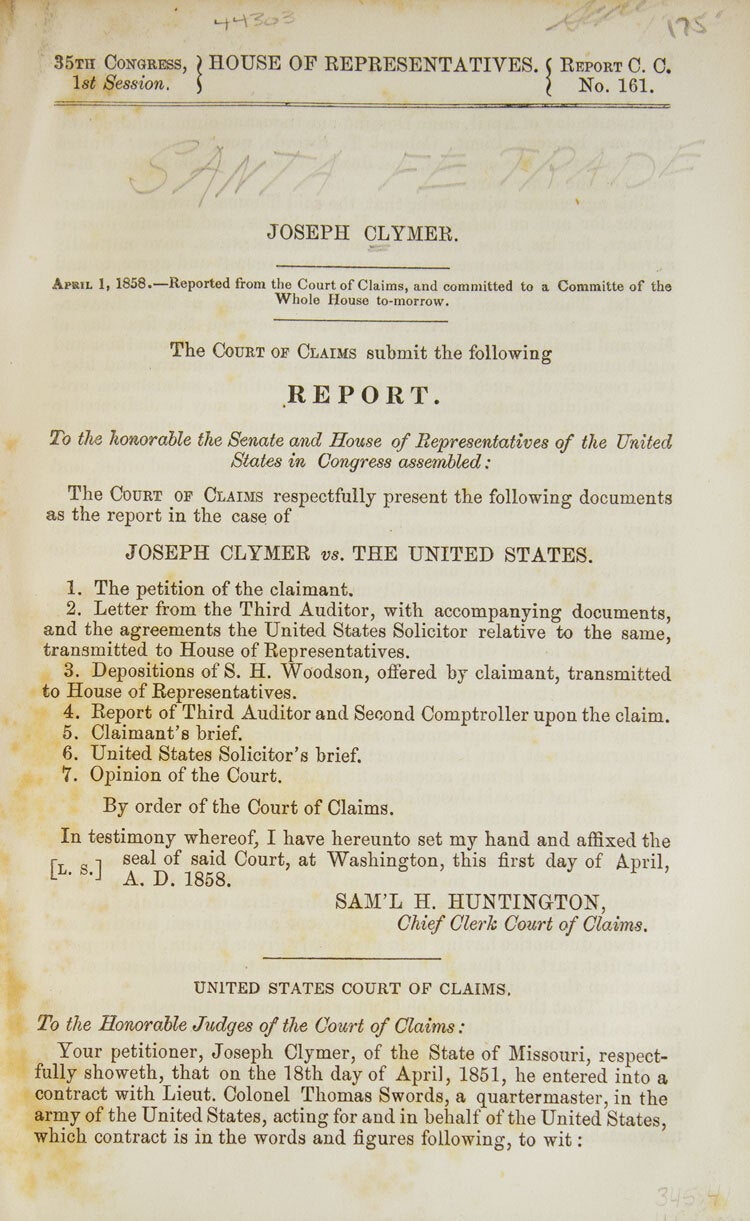 44303
175
35TH CONGRESS, } HOUSE OF REPRESENTATIVES. { REPORT C. C.
1st Session. } { No. 161.
SANTA FE TRADE
JOSEPH CLYMER.
APRIL 1, 1858.—Reported from the Court of Claims, and committed to a Committe of the
Whole House to-morrow.
The COURT OF CLAIMS submit the following
REPORT.
To the honorable the Senate and House of Representatives of the United
States in Congress assembled:
The COURT OF CLAIMS respectfully present the following documents
as the report in the case of
JOSEPH CLYMER vs. THE UNITED STATES.
1. The petition of the claimant.
2. Letter from the Third Auditor, with accompanying documents,
and the agreements the United States Solicitor relative to the same,
transmitted to House of Representatives.
3. Depositions of S. H. Woodson, offered by claimant, transmitted
to House of Representatives.
4. Report of Third Auditor and Second Comptroller upon the claim.
5. Claimant's brief.
6. United States Solicitor's brief.
7. Opinion of the Court.
By order of the Court of Claims.
In testimony whereof, I have hereunto set my hand and affixed the
[L. S.] seal of said Court, at Washington, this first day of April,
A. D. 1858.
SAM'L H. HUNTINGTON,
Chief Clerk Court of Claims.
UNITED STATES COURT OF CLAIMS.
To the Honorable Judges of the Court of Claims:
Your petitioner, Joseph Clymer, of the State of Missouri, respect-
fully showeth, that on the 18th day of April, 1851, he entered into a
contract with Lieut. Colonel Thomas Swords, a quartermaster, in the
army of the United States, acting for and in behalf of the United States,
which contract is in the words and figures following, to wit: